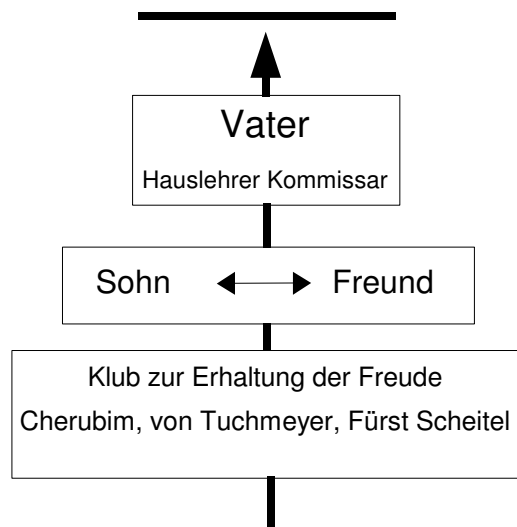 Vater
Hauslehrer Kommissar
Sohn Freund
Klub zur Erhaltung der Freude
Cherubim, von Tuchmeyer, Fürst Scheitel